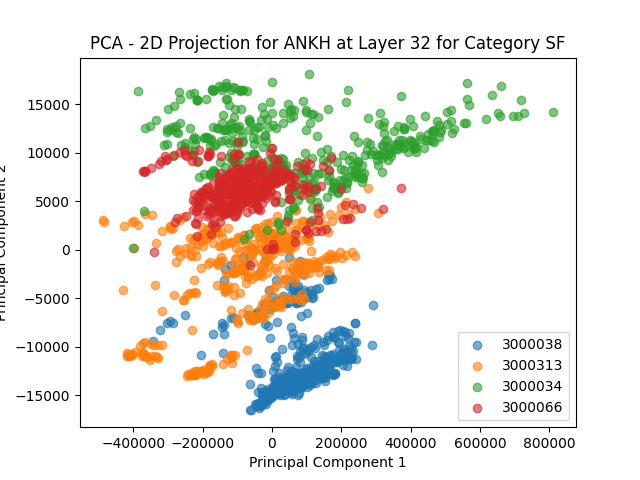 PCA - 2D Projection for ANKH at Layer 32 for Category SF
Principal Component 2
15000
10000
5000
0
−5000
−10000
−15000
−400000 −200000 0 200000 400000 600000 800000
Principal Component 1
3000038
3000313
3000034
3000066